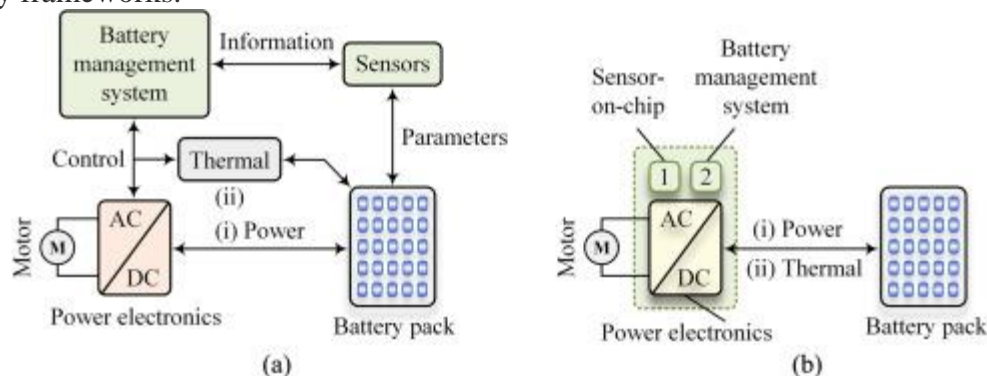 y frameworks.
Battery
management
system
Information
Sensors
Control
Thermal
(ii)
Parameters
Motor
M
AC
DC
(i) Power
Power electronics
Battery pack
(a)
Sensor-
on-chip
Battery
management
system
1
2
Motor
M
AC
DC
(i) Power
(ii) Thermal
Power electronics
Battery pack
(b)